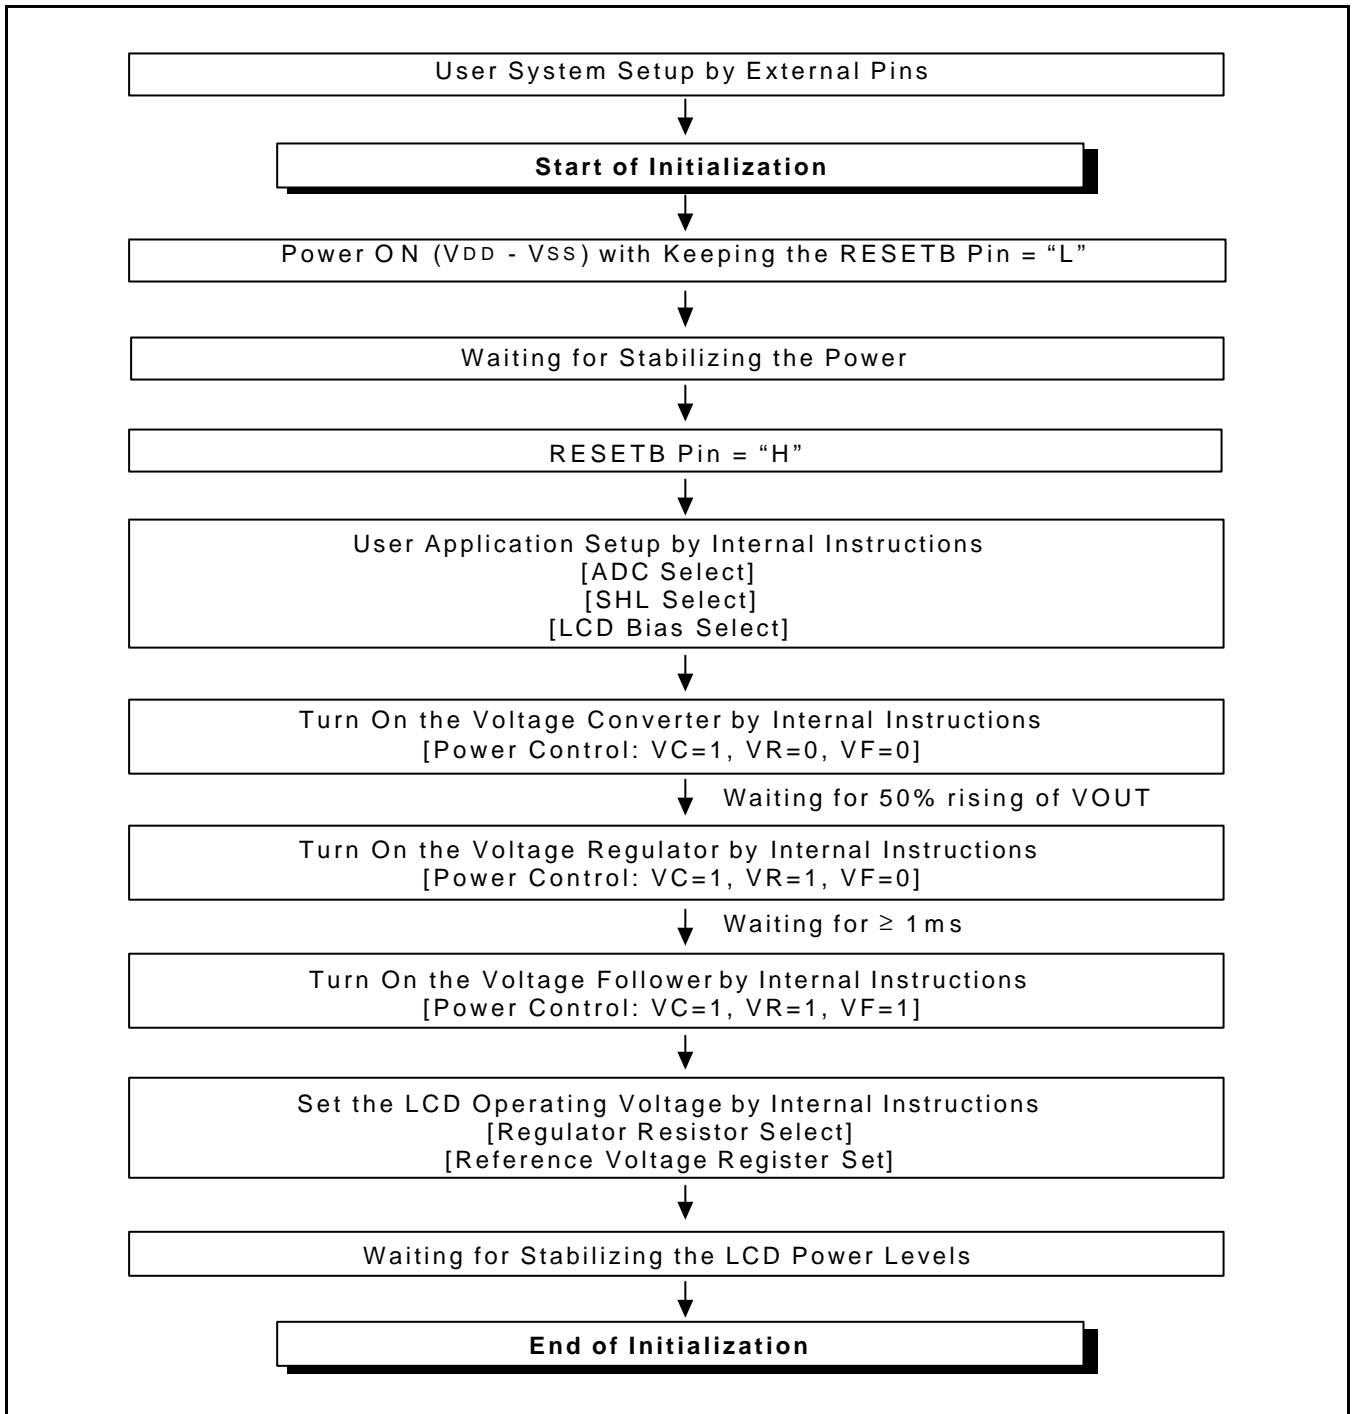 User System Setup by External Pins
Start of Initialization
Power ON (VDD - VSS) with Keeping the RESETB Pin = “L”
Waiting for Stabilizing the Power
RESETB Pin = “H”
User Application Setup by Internal Instructions
[ADC Select]
[SHL Select]
[LCD Bias Select]
Turn On the Voltage Converter by Internal Instructions
[Power Control: VC=1, VR=0, VF=0]
Waiting for 50% rising of VOUT
Turn On the Voltage Regulator by Internal Instructions
[Power Control: VC=1, VR=1, VF=0]
Waiting for ≥ 1ms
Turn On the Voltage Follower by Internal Instructions
[Power Control: VC=1, VR=1, VF=1]
Set the LCD Operating Voltage by Internal Instructions
[Regulator Resistor Select]
[Reference Voltage Register Set]
Waiting for Stabilizing the LCD Power Levels
End of Initialization